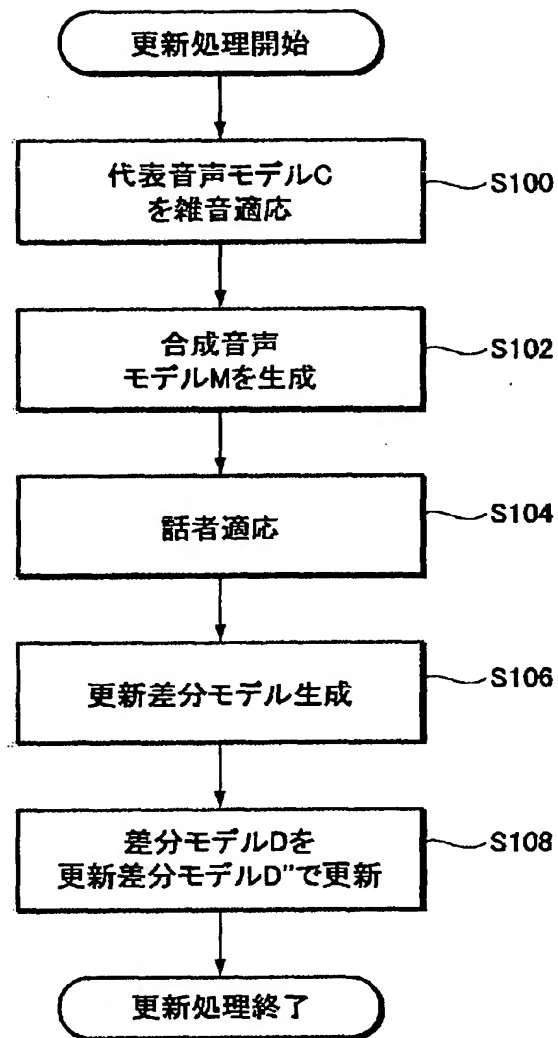 更新処理開始
代表音声モデルC
を雑音適応
S100
合成音声
モデルMを生成
S102
話者適応
S104
更新差分モデル生成
S106
差分モデルDを
更新差分モデルD"で更新
S108
更新処理終了